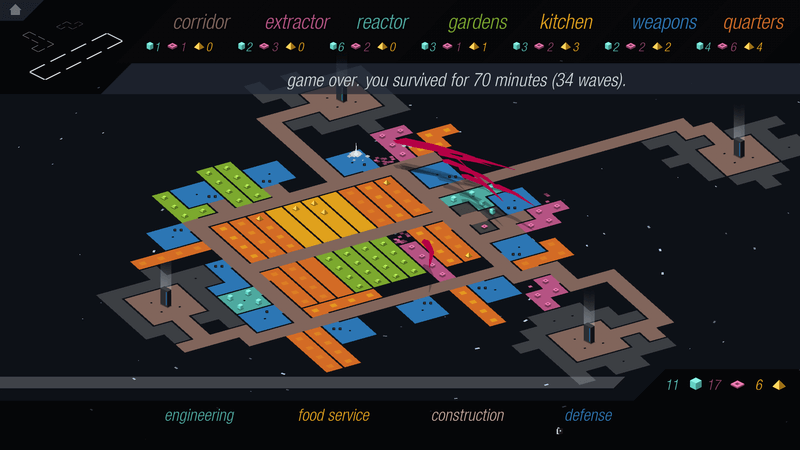 corridor extractor reactor gardens kitchen weapons quarters
1 1 0 2 3 0 6 2 0 3 1 1 3 2 3 2 2 2 4 6 4
game over. you survived for 70 minutes (34 waves).
11 17 6
engineering food service construction defense